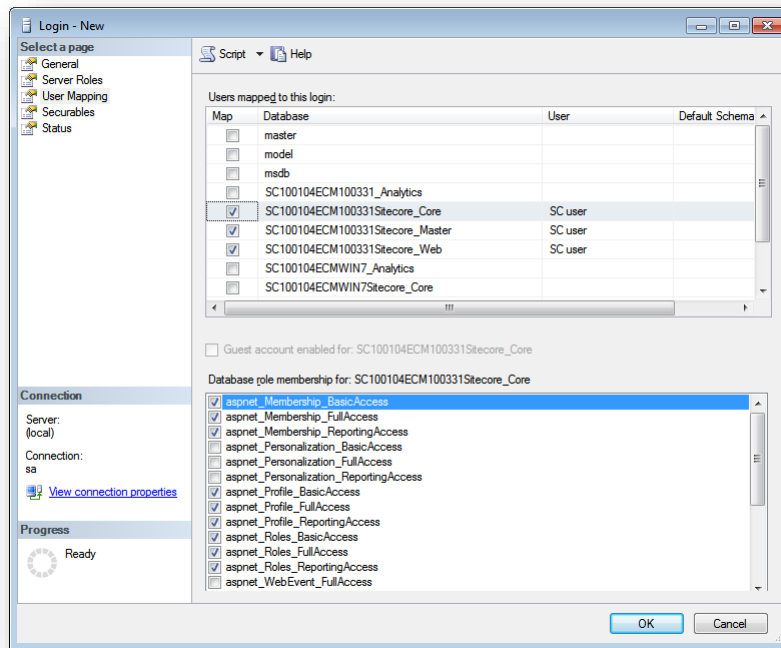 Login - New
Select a page
General
Server Roles
User Mapping
Securables
Status
Script Help
Users mapped to this login:
Map Database User Default Schema
master
model
msdb
SC100104ECM100331_Analytics
SC100104ECM100331Sitecore_Core SC user
SC100104ECM100331Sitecore_Master SC user
SC100104ECM100331Sitecore_Web SC user
SC100104ECMWIN7_Analytics
SC100104ECMWIN7Sitecore_Core
Guest account enabled for: SC100104ECM100331Sitecore_Core
Database role membership for: SC100104ECM100331Sitecore_Core
aspnet_Membership_BasicAccess
aspnet_Membership_FullAccess
aspnet_Membership_ReportingAccess
aspnet_Personalization_BasicAccess
aspnet_Personalization_FullAccess
aspnet_Personalization_ReportingAccess
aspnet_Profile_BasicAccess
aspnet_Profile_FullAccess
aspnet_Profile_ReportingAccess
aspnet_Roles_BasicAccess
aspnet_Roles_FullAccess
aspnet_Roles_ReportingAccess
aspnet_WebEvent_FullAccess
Connection
Server:
(local)
Connection:
sa
View connection properties
Progress
Ready
OK Cancel